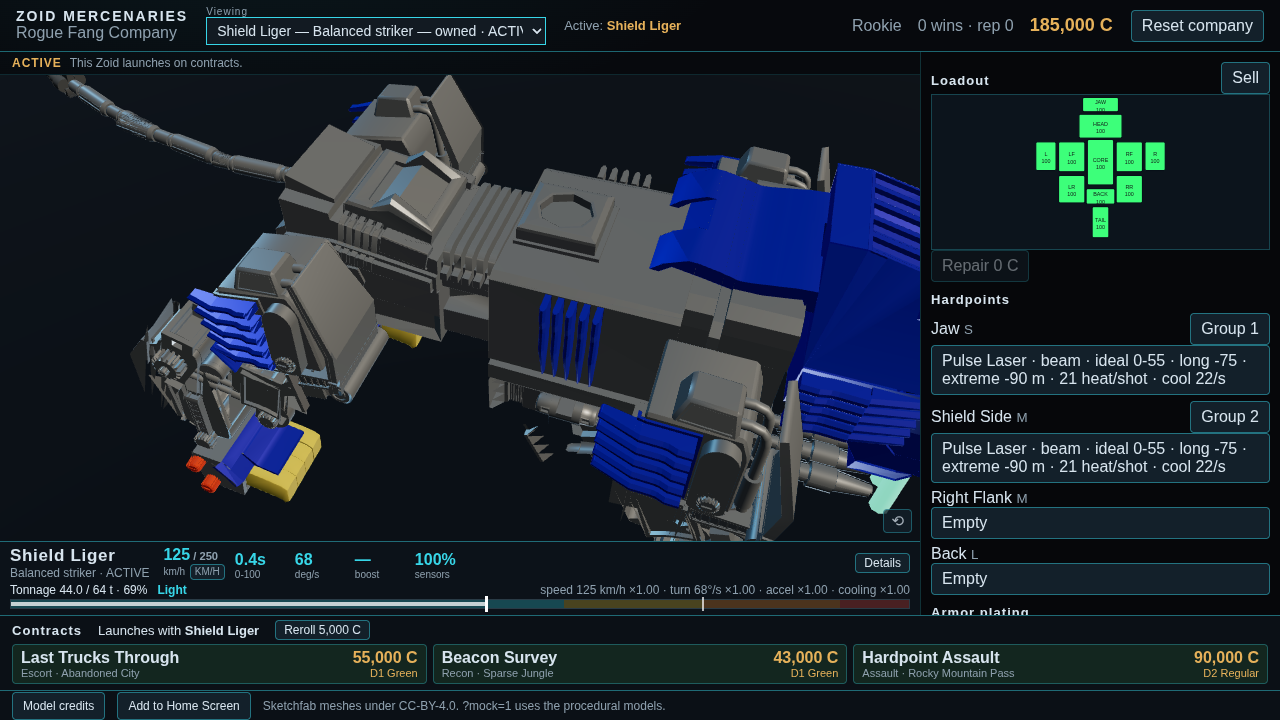 ZOID MERCENARIES
Rogue Fang Company
Viewing
Shield Liger — Balanced striker — owned · ACTIV
Active: Shield Liger
Rookie 0 wins · rep 0 185,000 C
Reset company
ACTIVE This Zoid launches on contracts.
Loadout
Sell
JAW
100
HEAD
100
L
100
LF
100
CORE
100
RF
100
R
100
LR
100
BACK
100
RR
100
TAIL
100
Repair 0 C
Hardpoints
Jaw S
Group 1
Pulse Laser · beam · ideal 0-55 · long -75 ·
extreme -90 m · 21 heat/shot · cool 22/s
Shield Side M
Group 2
Pulse Laser · beam · ideal 0-55 · long -75 ·
extreme -90 m · 21 heat/shot · cool 22/s
Right Flank M
Empty
Back L
Empty
Armor plating
Shield Liger
Balanced striker · ACTIVE
125 / 250
km/h KM/H
0.4s
0-100
68
deg/s
—
boost
100%
sensors
Details
Tonnage 44.0 / 64 t · 69% Light
speed 125 km/h ×1.00 · turn 68°/s ×1.00 · accel ×1.00 · cooling ×1.00
Contracts Launches with Shield Liger
Reroll 5,000 C
Last Trucks Through 55,000 C
Escort · Abandoned City D1 Green
Beacon Survey 43,000 C
Recon · Sparse Jungle D1 Green
Hardpoint Assault 90,000 C
Assault · Rocky Mountain Pass D2 Regular
Model credits
Add to Home Screen
Sketchfab meshes under CC-BY-4.0. ?mock=1 uses the procedural models.